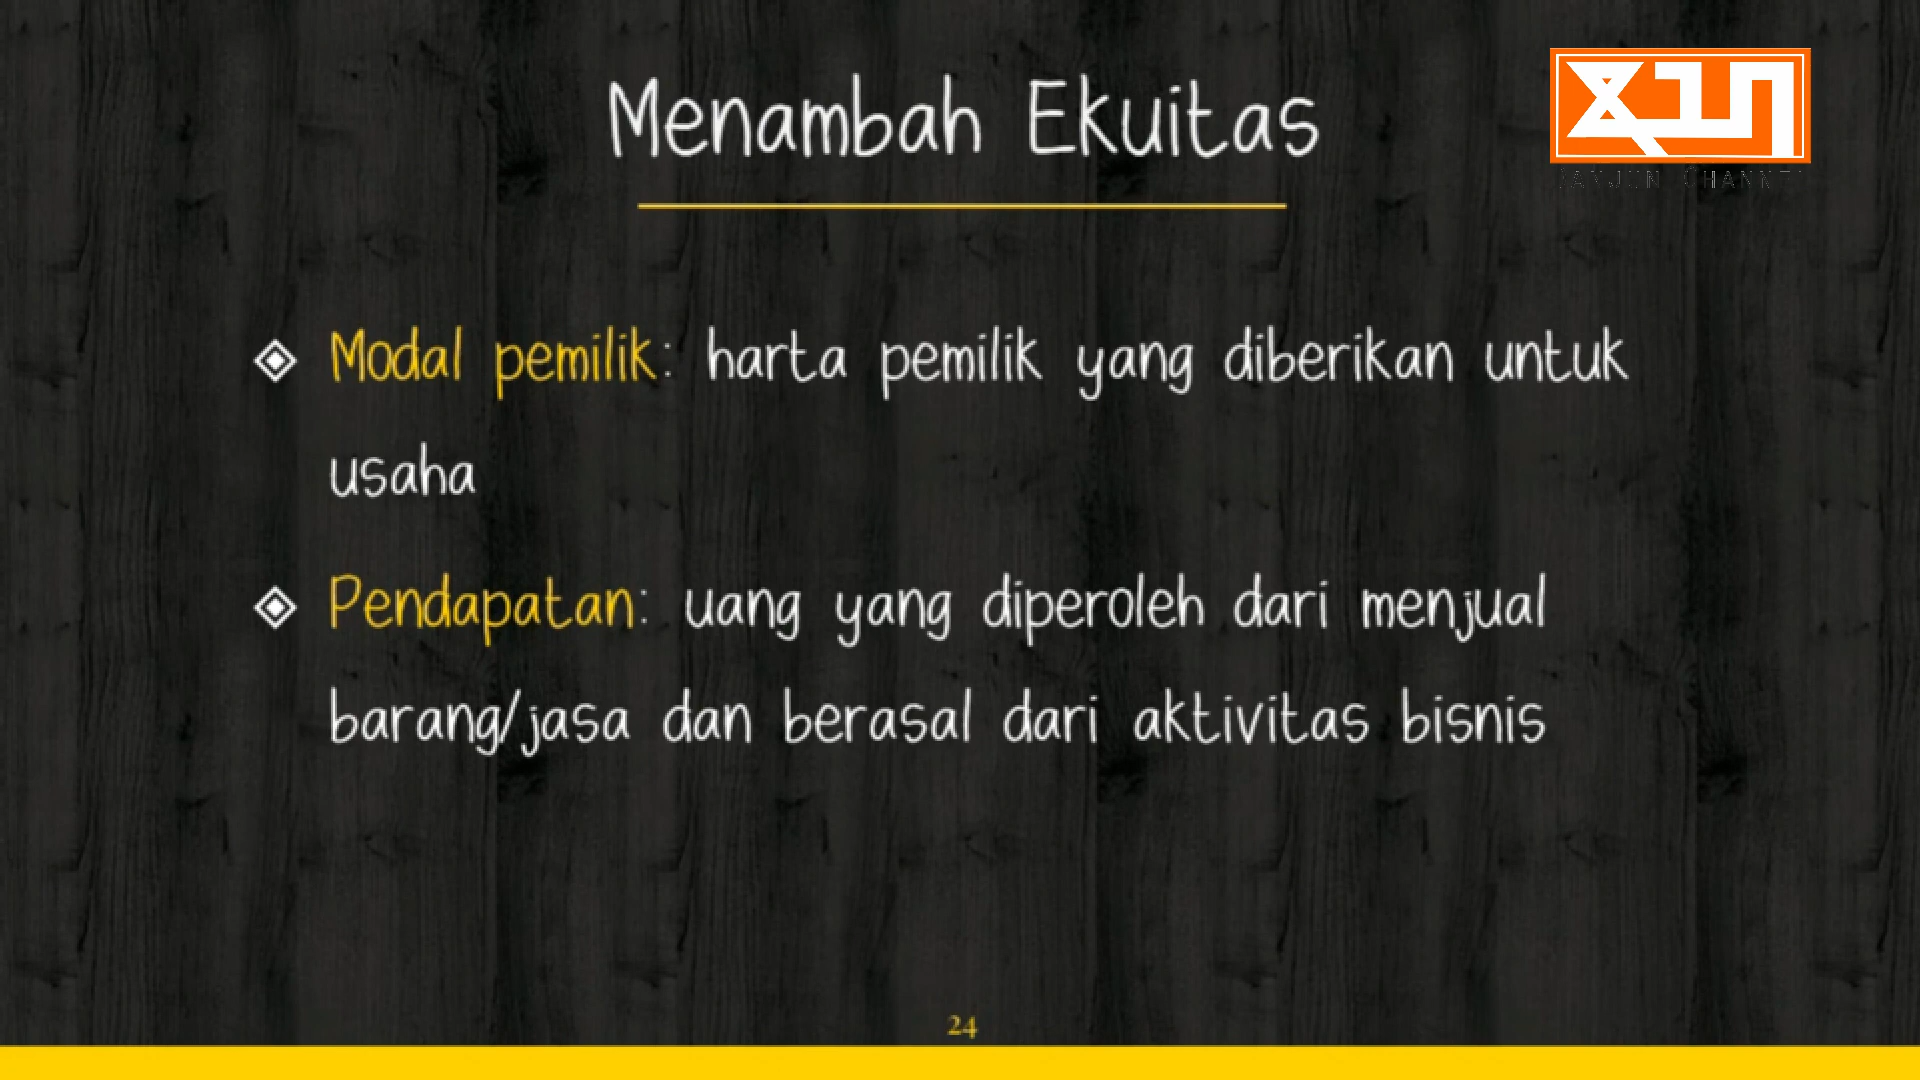 Menambah Ekuitas
Modal pemilik: harta pemilik yang diberikan untuk
usaha
Pendapatan: uang yang diperoleh dari menjual
barang/jasa dan berasal dari aktivitas bisnis
24